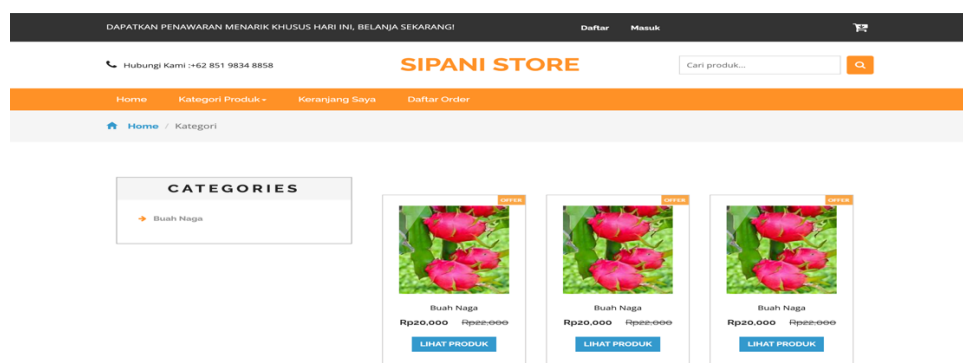 DAPATKAN PENAWARAN MENARIK KHUSUS HARI INI, BELANJA SEKARANG! Daftar Masuk
Hubungi Kami :+62 851 9834 8858 SIPANI STORE Cari produk...
Home Kategori Produk Keranjang Saya Daftar Order
Home / Kategori
CATEGORIES
Buah Naga
OFFER OFFER OFFER
Buah Naga Buah Naga Buah Naga
Rp20,000 Rp22,000 Rp20,000 Rp22,000 Rp20,000 Rp22,000
LIHAT PRODUK LIHAT PRODUK LIHAT PRODUK